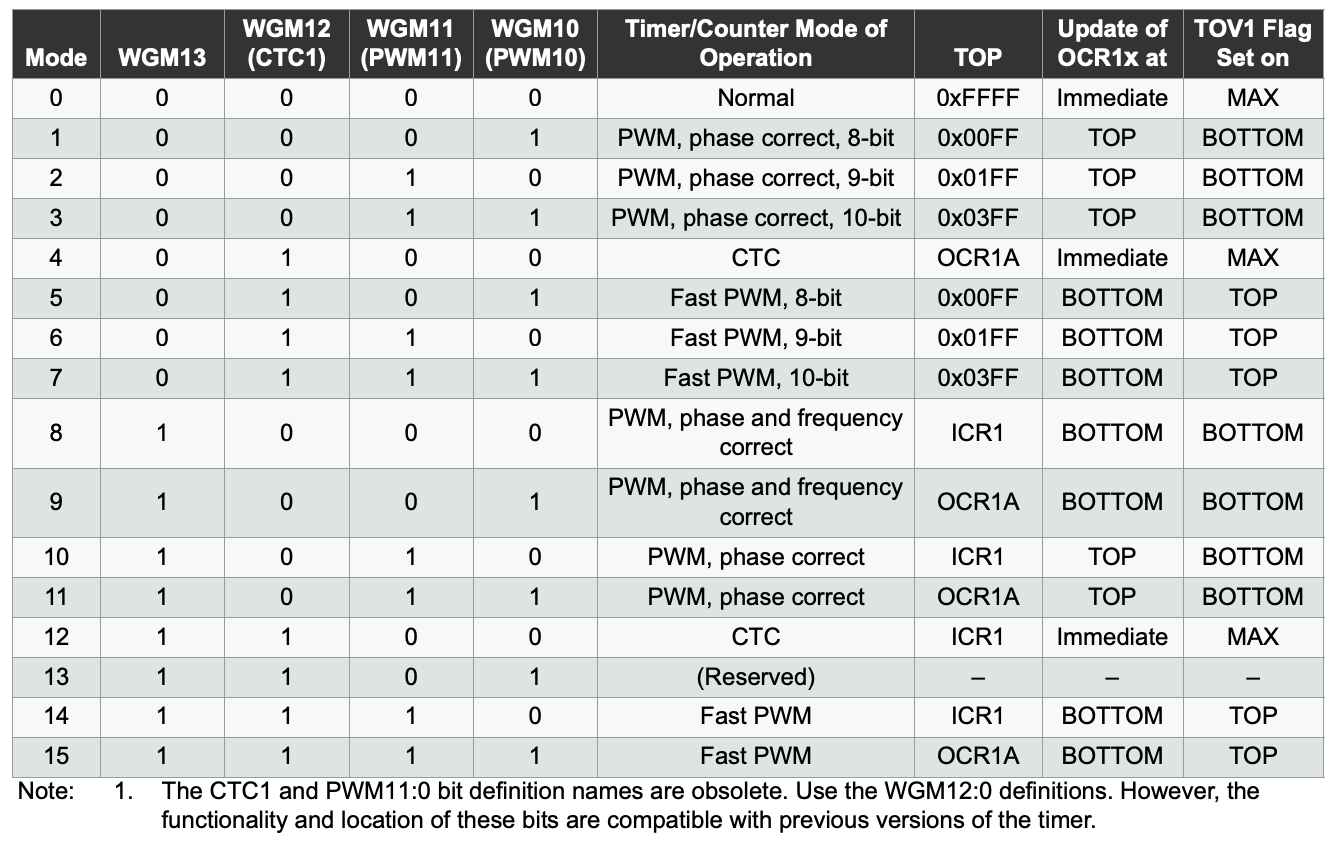 Mode WGM13 WGM12 (CTC1) WGM11 (PWM11) WGM10 (PWM10) Timer/Counter Mode of Operation TOP Update of OCR1x at TOV1 Flag Set on
0 0 0 0 0 Normal 0xFFFF Immediate MAX
1 0 0 0 1 PWM, phase correct, 8-bit 0x00FF TOP BOTTOM
2 0 0 1 0 PWM, phase correct, 9-bit 0x01FF TOP BOTTOM
3 0 0 1 1 PWM, phase correct, 10-bit 0x03FF TOP BOTTOM
4 0 1 0 0 CTC OCR1A Immediate MAX
5 0 1 0 1 Fast PWM, 8-bit 0x00FF BOTTOM TOP
6 0 1 1 0 Fast PWM, 9-bit 0x01FF BOTTOM TOP
7 0 1 1 1 Fast PWM, 10-bit 0x03FF BOTTOM TOP
8 1 0 0 0 PWM, phase and frequency correct ICR1 BOTTOM BOTTOM
9 1 0 0 1 PWM, phase and frequency correct OCR1A BOTTOM BOTTOM
10 1 0 1 0 PWM, phase correct ICR1 TOP BOTTOM
11 1 0 1 1 PWM, phase correct OCR1A TOP BOTTOM
12 1 1 0 0 CTC ICR1 Immediate MAX
13 1 1 0 1 (Reserved) – – –
14 1 1 1 0 Fast PWM ICR1 BOTTOM TOP
15 1 1 1 1 Fast PWM OCR1A BOTTOM TOP
Note: 1. The CTC1 and PWM11:0 bit definition names are obsolete. Use the WGM12:0 definitions. However, the
functionality and location of these bits are compatible with previous versions of the timer.